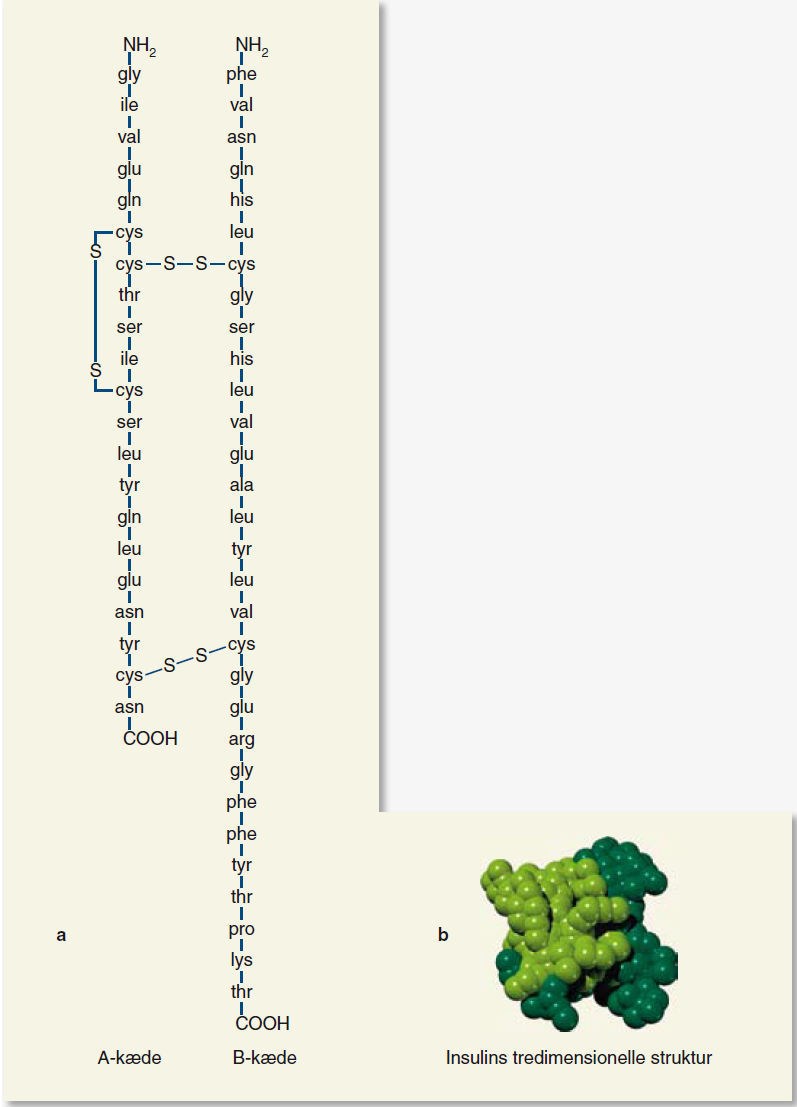 NH2 NH2
gly phe
ile val
val asn
glu gln
gln his
cys leu
S
cys S S cys
thr gly
ser ser
ile his
S
cys leu
ser val
leu glu
tyr ala
gln leu
leu tyr
glu leu
asn val
tyr cys
S
cys S gly
asn glu
COOH arg
gly
phe
phe
tyr
thr
pro
lys
thr
COOH
A-kæde B-kæde
a
b
Insulins tredimensionelle struktur